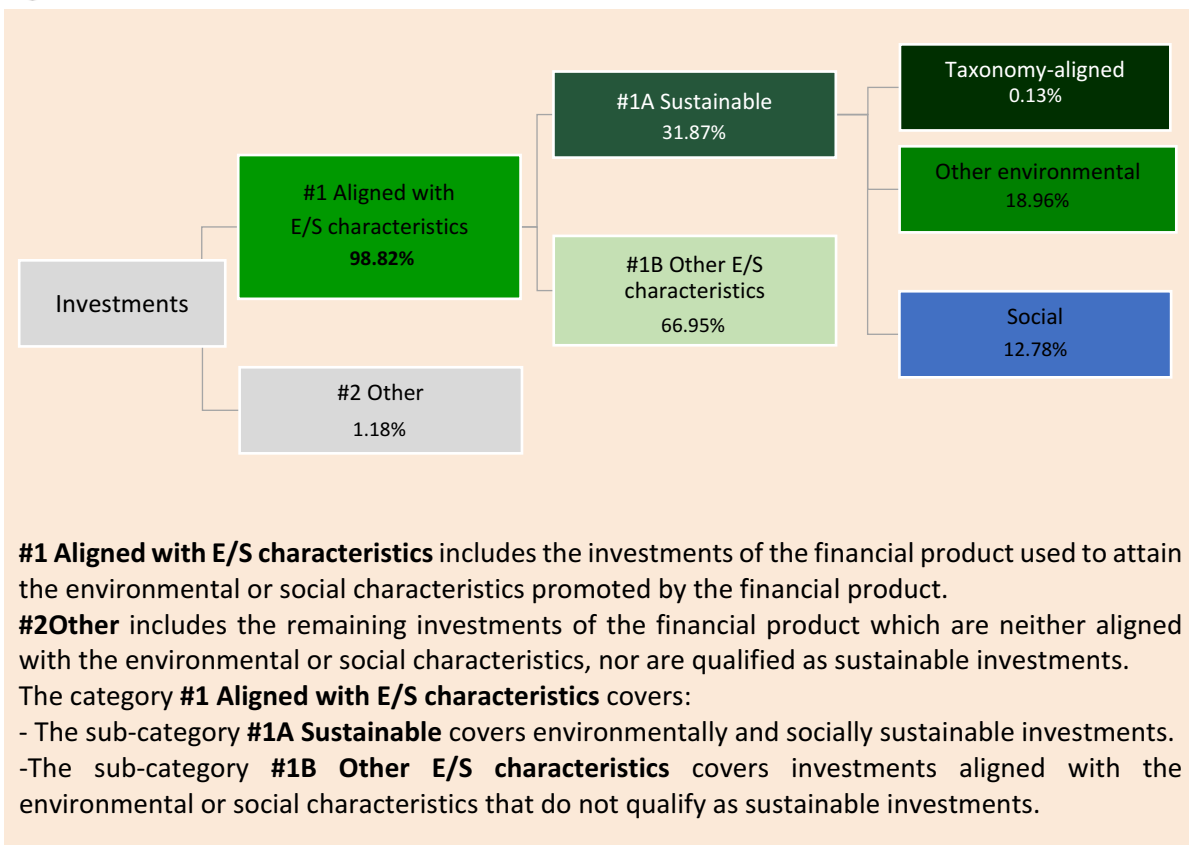 Investments
#1 Aligned with
E/S characteristics
98.82%
#2 Other
1.18%
#1A Sustainable
31.87%
#1B Other E/S
characteristics
66.95%
Taxonomy-aligned
0.13%
Other environmental
18.96%
Social
12.78%
#1 Aligned with E/S characteristics includes the investments of the financial product used to attain
the environmental or social characteristics promoted by the financial product.
#2Other includes the remaining investments of the financial product which are neither aligned
with the environmental or social characteristics, nor are qualified as sustainable investments.
The category #1 Aligned with E/S characteristics covers:
- The sub-category #1A Sustainable covers environmentally and socially sustainable investments.
-The sub-category #1B Other E/S characteristics covers investments aligned with the
environmental or social characteristics that do not qualify as sustainable investments.